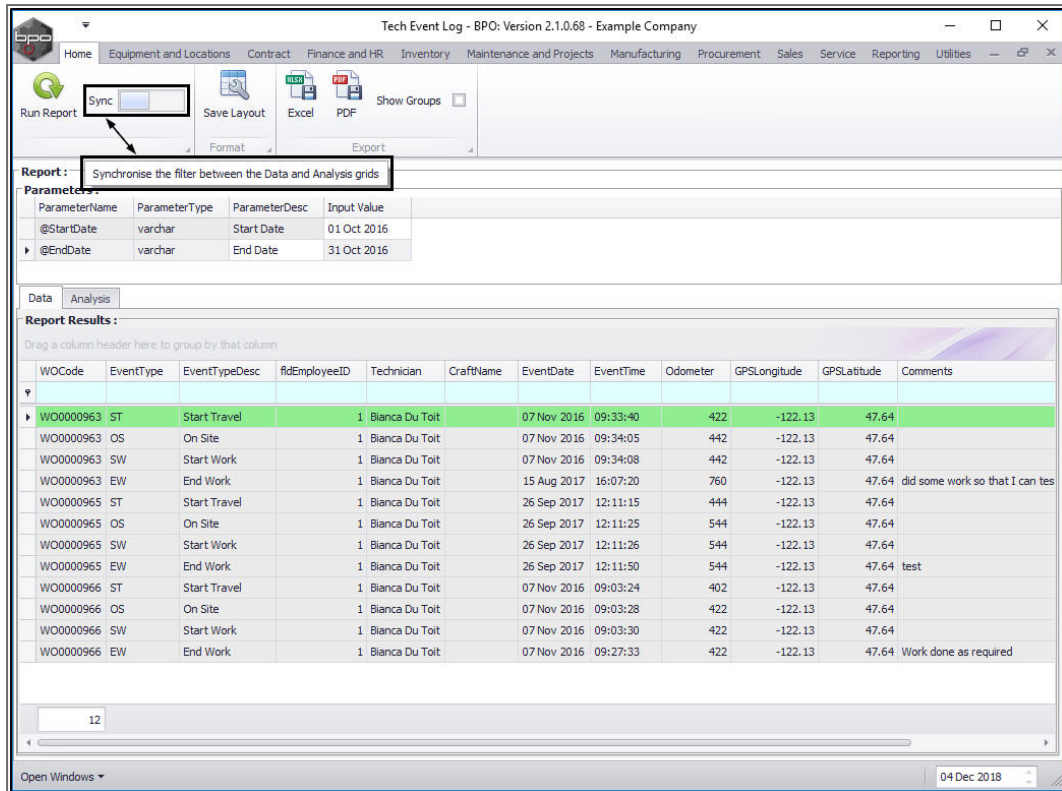 Tech Event Log - BPO: Version 2.1.0.68 - Example Company
bpo
Home Equipment and Locations Contract Finance and HR Inventory Maintenance and Projects Manufacturing Procurement Sales Service Reporting Utilities
XLSX PDF
Sync
Show Groups
Run Report Save Layout Excel PDF
Format Export
Report :
Synchronise the filter between the Data and Analysis grids
Parameters :
ParameterName ParameterType ParameterDesc Input Value
@StartDate varchar Start Date 01 Oct 2016
@EndDate varchar End Date 31 Oct 2016
Data Analysis
Report Results :
Drag a column header here to group by that column
WOCode EventType EventTypeDesc fldEmployeeID Technician CraftName EventDate EventTime Odometer GPSLongitude GPSLatitude Comments
WO0000963 ST Start Travel 1 Bianca Du Toit 07 Nov 2016 09:33:40 422 -122.13 47.64
WO0000963 OS On Site 1 Bianca Du Toit 07 Nov 2016 09:34:05 442 -122.13 47.64
WO0000963 SW Start Work 1 Bianca Du Toit 07 Nov 2016 09:34:08 442 -122.13 47.64
WO0000963 EW End Work 1 Bianca Du Toit 15 Aug 2017 16:07:20 760 -122.13 47.64 did some work so that I can tes
WO0000965 ST Start Travel 1 Bianca Du Toit 26 Sep 2017 12:11:15 444 -122.13 47.64
WO0000965 OS On Site 1 Bianca Du Toit 26 Sep 2017 12:11:25 544 -122.13 47.64
WO0000965 SW Start Work 1 Bianca Du Toit 26 Sep 2017 12:11:26 544 -122.13 47.64
WO0000965 EW End Work 1 Bianca Du Toit 26 Sep 2017 12:11:50 544 -122.13 47.64 test
WO0000966 ST Start Travel 1 Bianca Du Toit 07 Nov 2016 09:03:24 402 -122.13 47.64
WO0000966 OS On Site 1 Bianca Du Toit 07 Nov 2016 09:03:28 422 -122.13 47.64
WO0000966 SW Start Work 1 Bianca Du Toit 07 Nov 2016 09:03:30 422 -122.13 47.64
WO0000966 EW End Work 1 Bianca Du Toit 07 Nov 2016 09:27:33 422 -122.13 47.64 Work done as required
12
Open Windows 04 Dec 2018